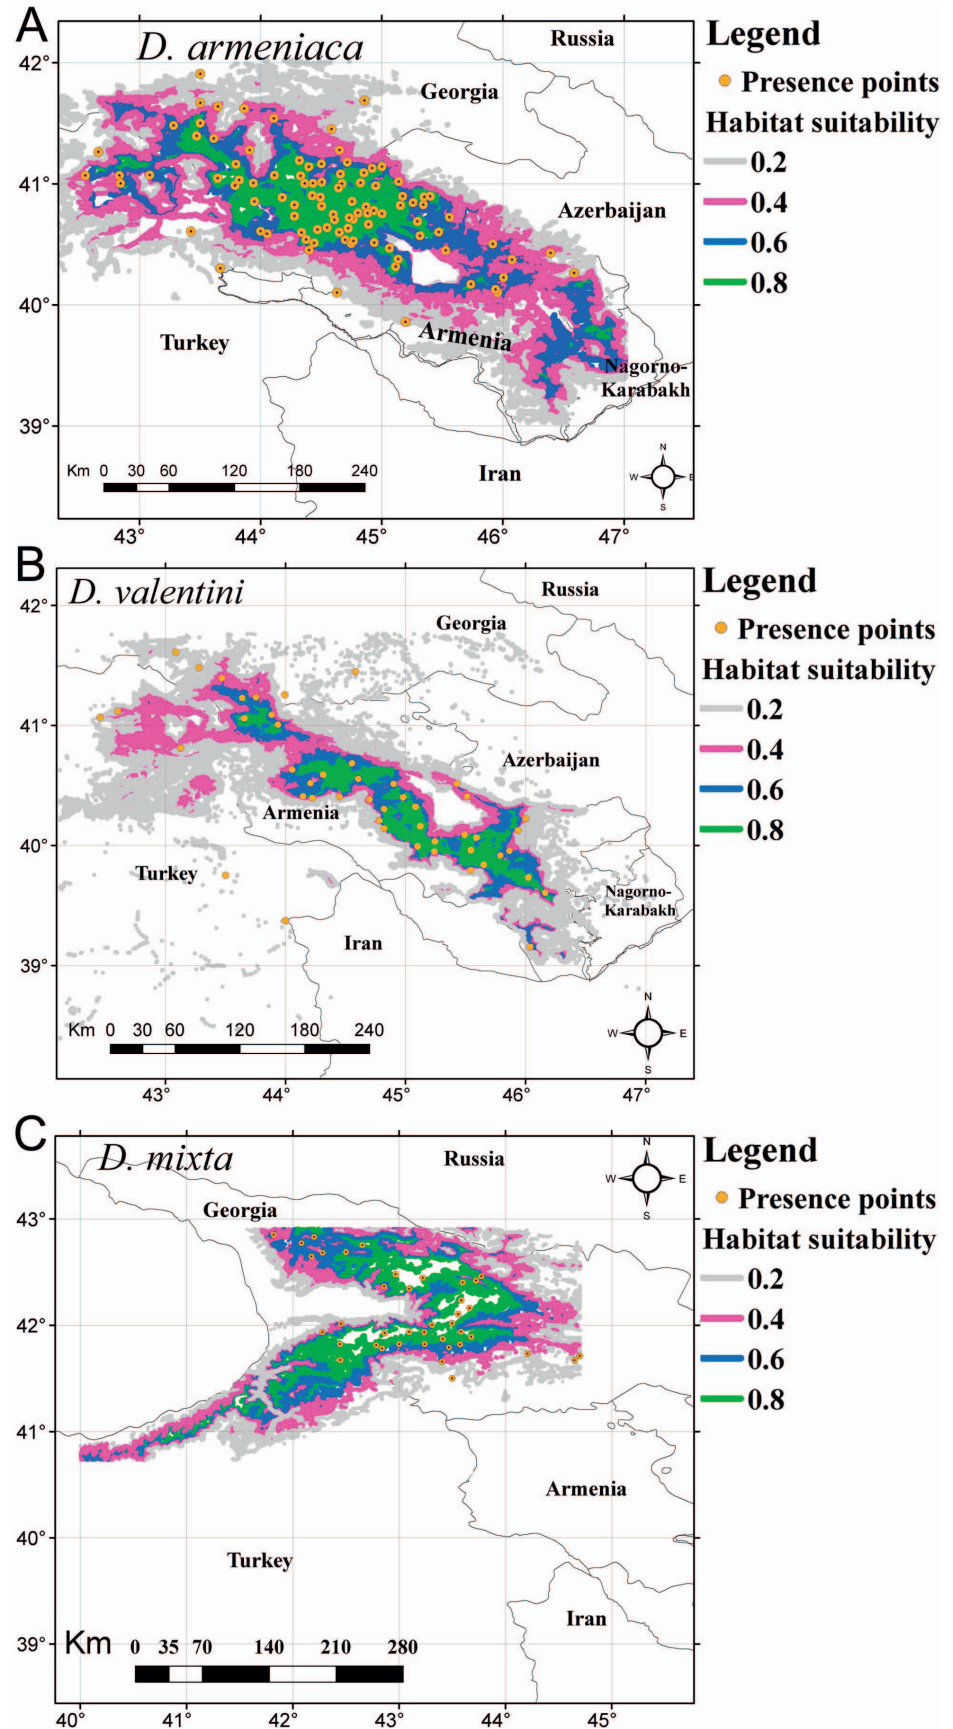 A
D. armeniaca
Russia
Georgia
Azerbaijan
Armenia
Turkey
Nagorno-
Karabakh
Iran
42°
41°
40°
39°
Km 0 30 60 120 180 240
N
W E
S
43° 44° 45° 46° 47°
Legend
Presence points
Habitat suitability
0.2
0.4
0.6
0.8
B
D. valentini
Russia
Georgia
Azerbaijan
Armenia
Turkey
Nagorno-
Karabakh
Iran
42°
41°
40°
39°
Km 0 30 60 120 180 240
N
W E
S
43° 44° 45° 46° 47°
Legend
Presence points
Habitat suitability
0.2
0.4
0.6
0.8
C
D. mixta
Russia
Georgia
N
W E
S
43°
42°
41°
40°
39°
Armenia
Turkey
Iran
Km 0 35 70 140 210 280
40° 41° 42° 43° 44° 45°
Legend
Presence points
Habitat suitability
0.2
0.4
0.6
0.8